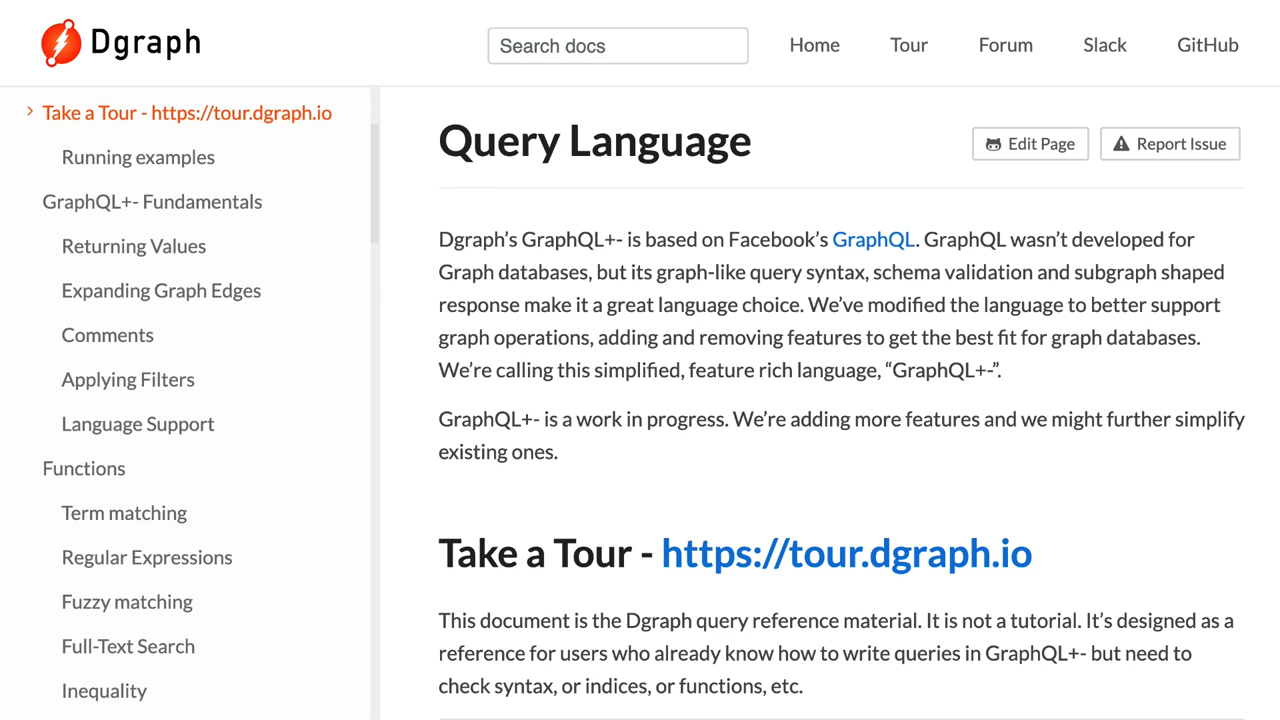 Dgraph
Search docs
Home
Tour
Forum
Slack
GitHub
Take a Tour - https://tour.dgraph.io
Running examples
GraphQL+- Fundamentals
Returning Values
Expanding Graph Edges
Comments
Applying Filters
Language Support
Functions
Term matching
Regular Expressions
Fuzzy matching
Full-Text Search
Inequality
Query Language
Edit Page
Report Issue
Dgraph’s GraphQL+- is based on Facebook’s GraphQL. GraphQL wasn’t developed for
Graph databases, but its graph-like query syntax, schema validation and subgraph shaped
response make it a great language choice. We’ve modified the language to better support
graph operations, adding and removing features to get the best fit for graph databases.
We’re calling this simplified, feature rich language, “GraphQL+-”.
GraphQL+- is a work in progress. We’re adding more features and we might further simplify
existing ones.
Take a Tour - https://tour.dgraph.io
This document is the Dgraph query reference material. It is not a tutorial. It’s designed as a
reference for users who already know how to write queries in GraphQL+- but need to
check syntax, or indices, or functions, etc.